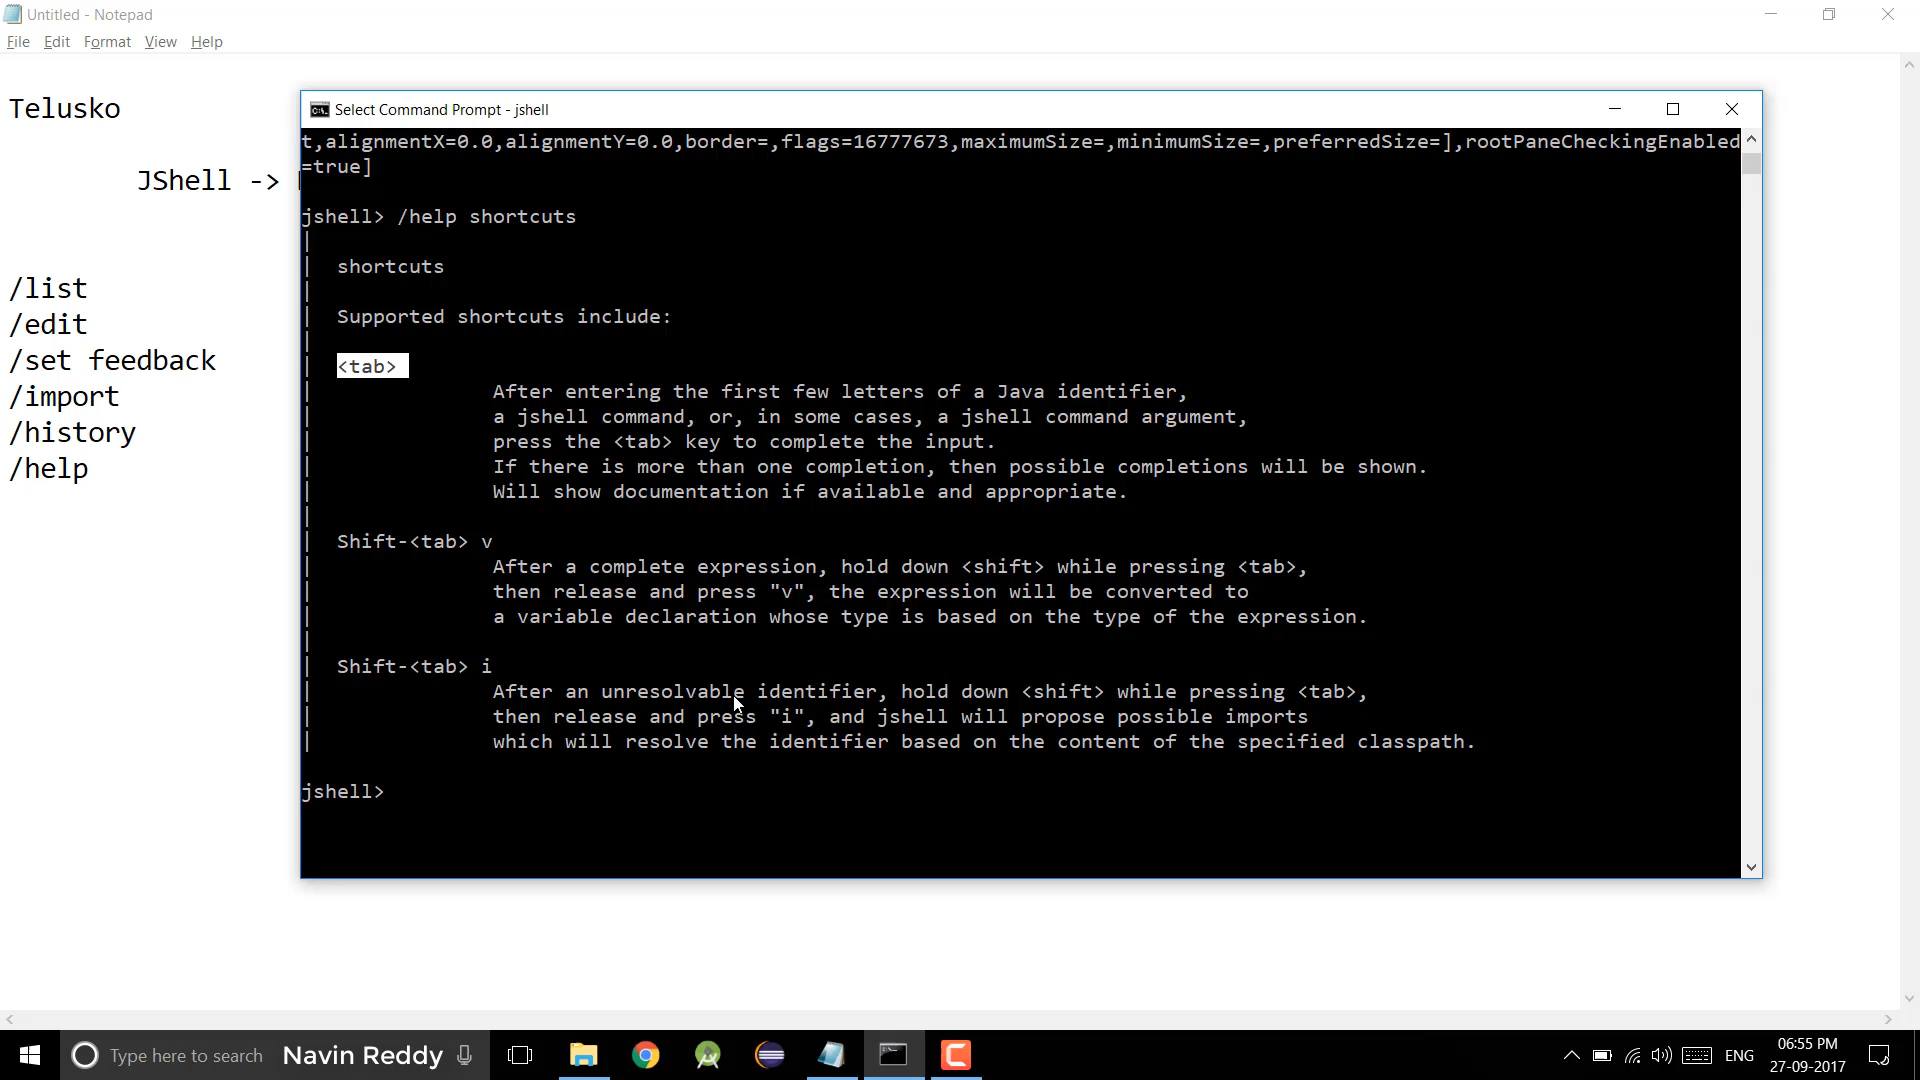 Untitled - Notepad
File Edit Format View Help
Telusko
JShell ->
/list
/edit
/set feedback
/import
/history
/help
Select Command Prompt - jshell
t,alignmentX=0.0,alignmentY=0.0,border=,flags=16777673,maximumSize=,minimumSize=,preferredSize=],rootPaneCheckingEnabled
=true]
jshell> /help shortcuts
|
| shortcuts
|
| Supported shortcuts include:
|
| <tab>
| After entering the first few letters of a Java identifier,
| a jshell command, or, in some cases, a jshell command argument,
| press the <tab> key to complete the input.
| If there is more than one completion, then possible completions will be shown.
| Will show documentation if available and appropriate.
|
| Shift-<tab> v
| After a complete expression, hold down <shift> while pressing <tab>,
| then release and press "v", the expression will be converted to
| a variable declaration whose type is based on the type of the expression.
|
| Shift-<tab> i
| After an unresolvable identifier, hold down <shift> while pressing <tab>,
| then release and press "i", and jshell will propose possible imports
| which will resolve the identifier based on the content of the specified classpath.
jshell>
Type here to search
Navin Reddy
ENG
06:55 PM
27-09-2017